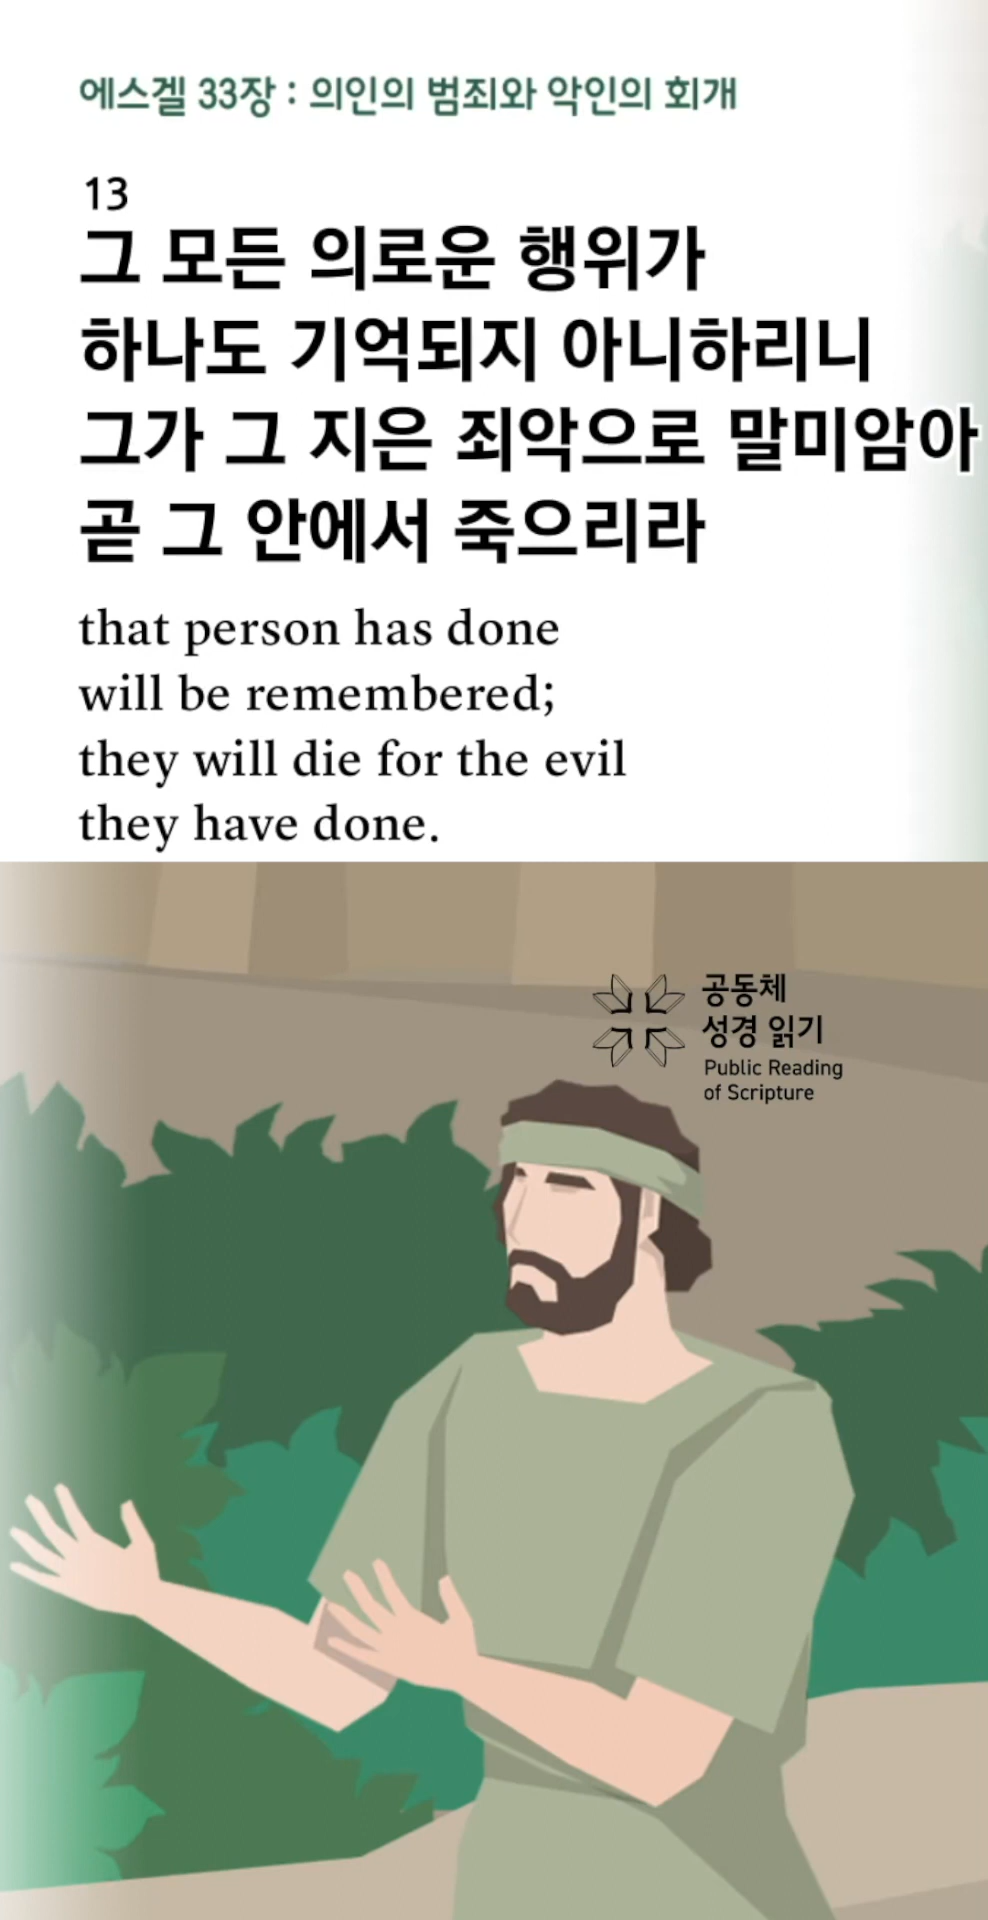 에스겔 33장 : 의인의 범죄와 악인의 회개
13
그 모든 의로운 행위가
하나도 기억되지 아니하리니
그가 그 지은 죄악으로 말미암아
곧 그 안에서 죽으리라
that person has done
will be remembered;
they will die for the evil
they have done.
공동체
성경 읽기
Public Reading
of Scripture